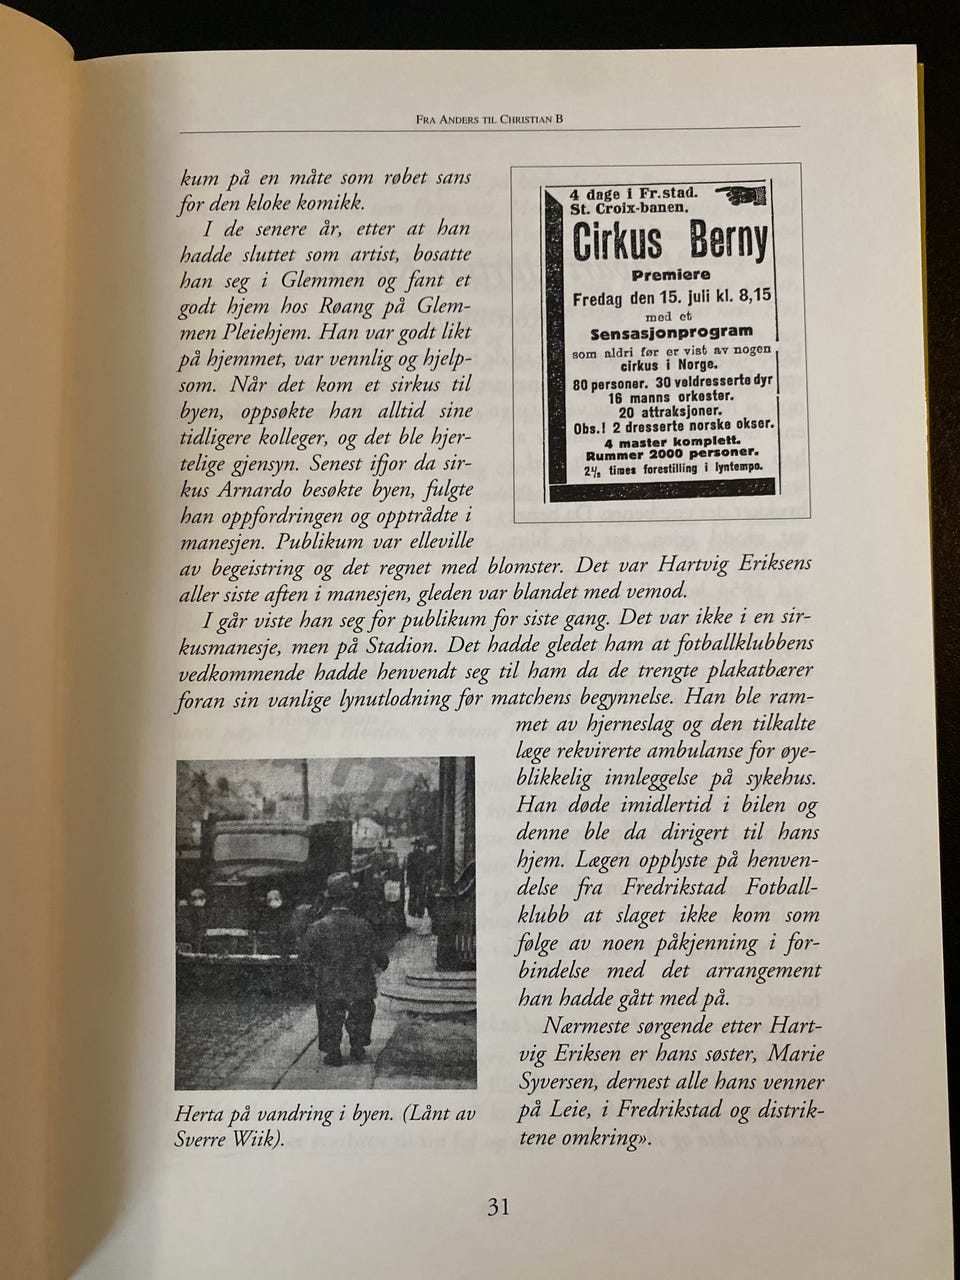 FRA ANDERS TIL CHRISTIAN B
kum på en måte som røbet sans
for den kloke komikk.
I de senere år, etter at han
hadde sluttet som artist, bosatte
han seg i Glemmen og fant et
godt hjem hos Røang på Glem-
men Pleiehjem. Han var godt likt
på hjemmet, var vennlig og hjelp-
som. Når det kom et sirkus til
byen, oppsøkte han alltid sine
tidligere kolleger, og det ble hjer-
telige gjensyn. Senest ifjor da sir-
kus Arnardo besøkte byen, fulgte
han oppfordringen og opptrådte i
manesjen. Publikum var elleville
av begeistring og det regnet med blomster. Det var Hartvig Eriksens
aller siste aften i manesjen, gleden var blandet med vemod.
I går viste han seg for publikum for siste gang. Det var ikke i en sir-
kusmanesje, men på Stadion. Det hadde gledet ham at fotballklubbens
vedkommende hadde henvendt seg til ham da de trengte plakatbærer
foran sin vanlige lynutlodning før matchens begynnelse. Han ble ram-
met av hjerneslag og den tilkalte
læge rekvirerte ambulanse for øye-
blikkelig innleggelse på sykehus.
Han døde imidlertid i bilen og
denne ble da dirigert til hans
hjem. Lægen opplyste på henven-
delse fra Fredrikstad Fotball-
klubb at slaget ikke kom som
følge av noen påkjenning i for-
bindelse med det arrangement
han hadde gått med på.
Nærmeste sørgende etter Hart-
vig Eriksen er hans søster, Marie
Syversen, dernest alle hans venner
på Leie, i Fredrikstad og distrik-
tene omkring».
4 dage i Fr.stad.
St. Croix-banen.
Cirkus Berny
Premiere
Fredag den 15. juli kl. 8,15
med et
Sensasjonprogram
som aldri før er vist av nogen
cirkus i Norge.
80 personer. 30 veldresserte dyr
16 manns orkester.
20 attraksjoner.
Obs.! 2 dresserte norske okser.
4 master komplett.
Rummer 2000 personer.
2½ times forestilling i lyntempo.
Herta på vandring i byen. (Lånt av
Sverre Wiik).
31